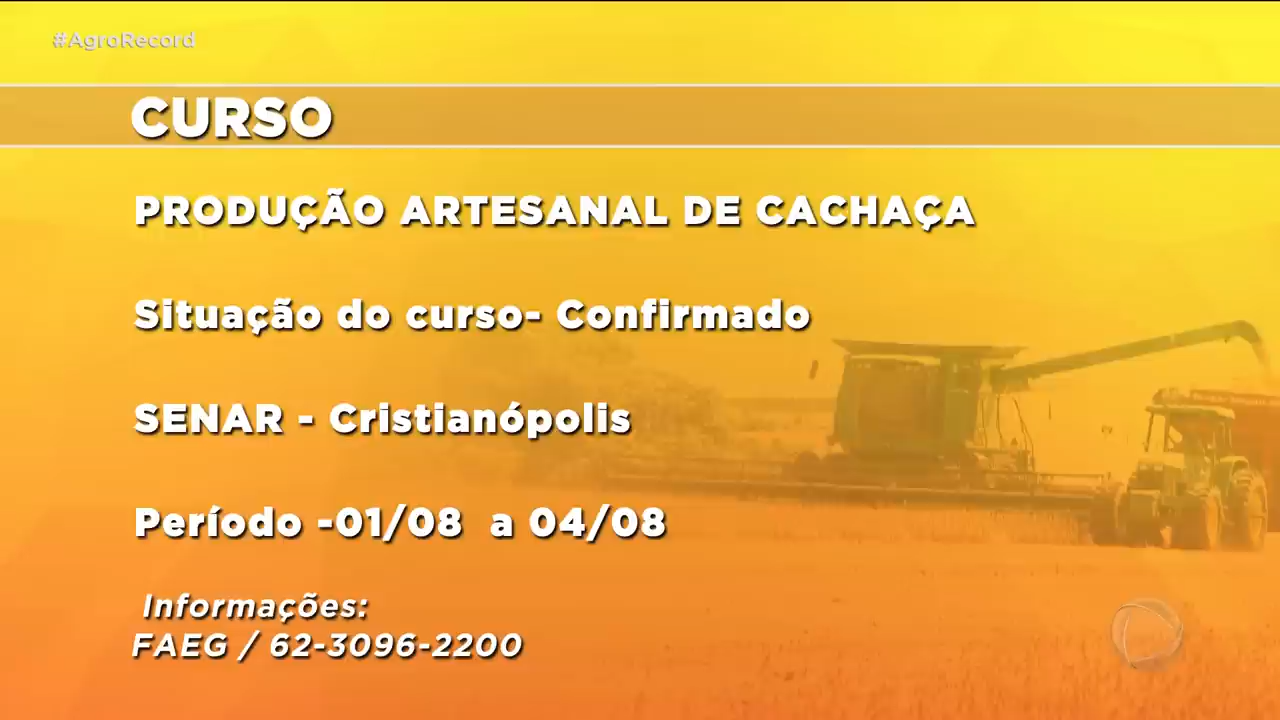 #AgroRecord
CURSO
PRODUÇÃO ARTESANAL DE CACHAÇA
Situação do curso- Confirmado
SENAR - Cristianópolis
Período -01/08 a 04/08
Informações:
FAEG / 62-3096-2200